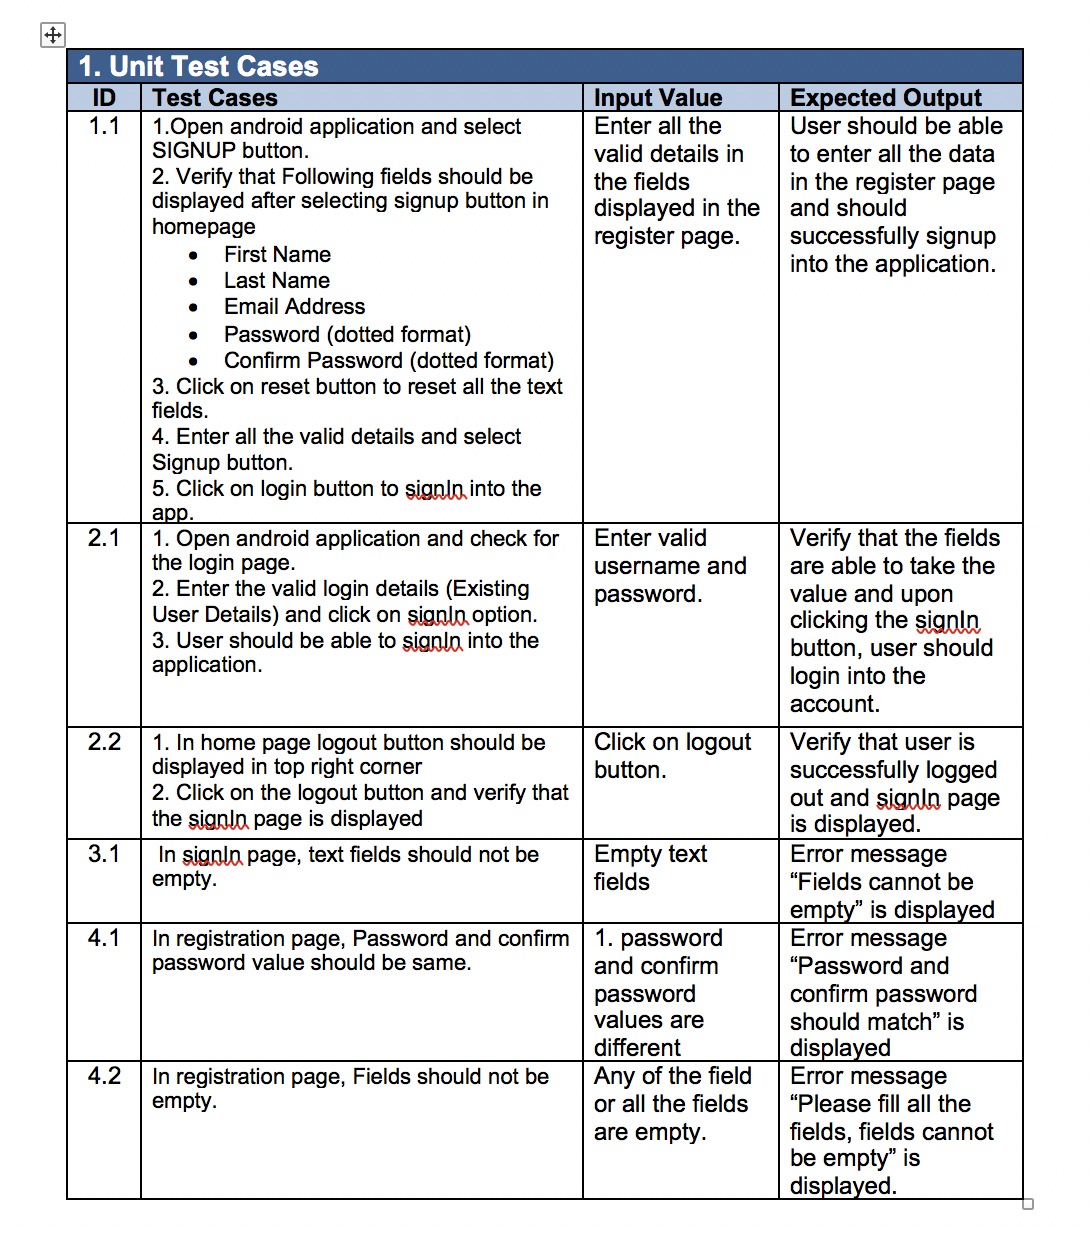 1. Unit Test Cases
ID Test Cases Input Value Expected Output
1.1
1.Open android application and select
SIGNUP button.
2. Verify that Following fields should be
displayed after selecting signup button in
homepage
• First Name
• Last Name
• Email Address
• Password (dotted format)
• Confirm Password (dotted format)
3. Click on reset button to reset all the text
fields.
4. Enter all the valid details and select
Signup button.
5. Click on login button to signIn into the
app.
Enter all the
valid details in
the fields
displayed in the
register page.
User should be able
to enter all the data
in the register page
and should
successfully signup
into the application.
2.1
1. Open android application and check for
the login page.
2. Enter the valid login details (Existing
User Details) and click on signIn option.
3. User should be able to signIn into the
application.
Enter valid
username and
password.
Verify that the fields
are able to take the
value and upon
clicking the signIn
button, user should
login into the
account.
2.2
1. In home page logout button should be
displayed in top right corner
2. Click on the logout button and verify that
the signIn page is displayed
Click on logout
button.
Verify that user is
successfully logged
out and signIn page
is displayed.
3.1
In signIn page, text fields should not be
empty.
Empty text
fields
Error message
“Fields cannot be
empty” is displayed
4.1
In registration page, Password and confirm
password value should be same.
1. password
and confirm
password
values are
different
Error message
“Password and
confirm password
should match” is
displayed
4.2
In registration page, Fields should not be
empty.
Any of the field
or all the fields
are empty.
Error message
“Please fill all the
fields, fields cannot
be empty” is
displayed.